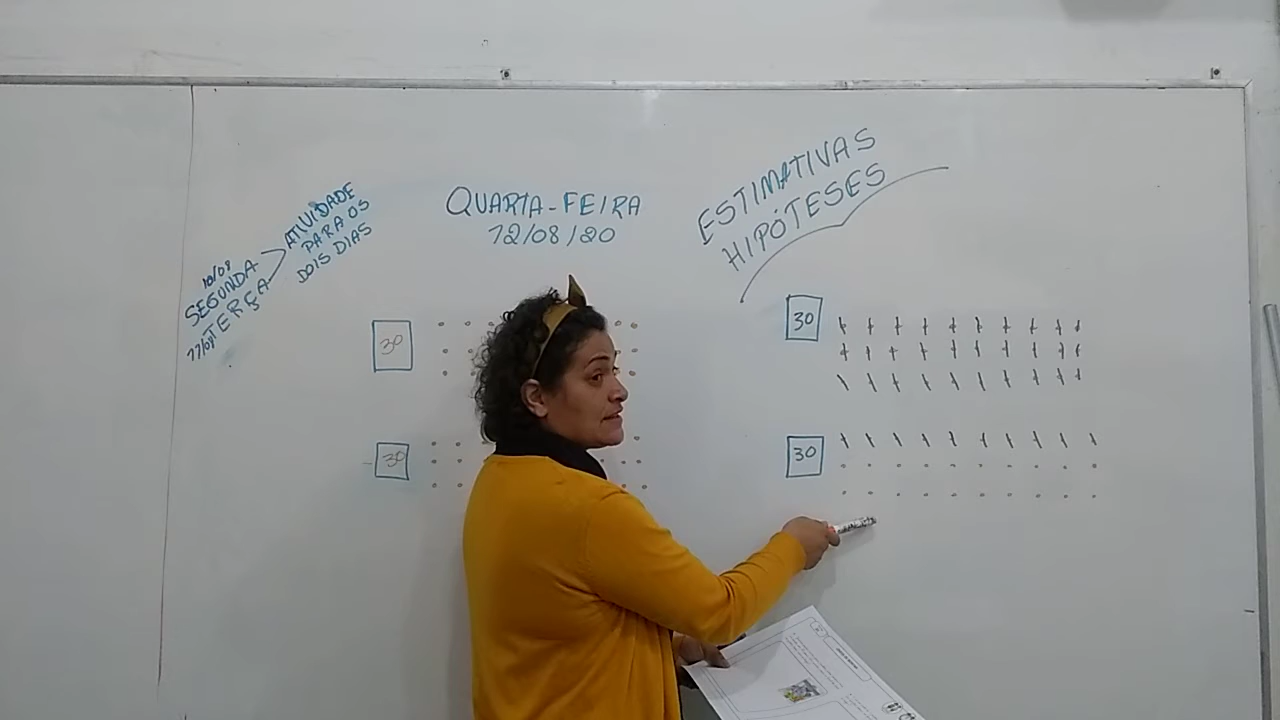 10/08
SEGUNDA
TERÇA
11/08
ATIVIDADE
PARA OS
DOIS DIAS
QUARTA-FEIRA
12/08/20
ESTIMATIVAS
HIPÓTESES
30
30
30
30